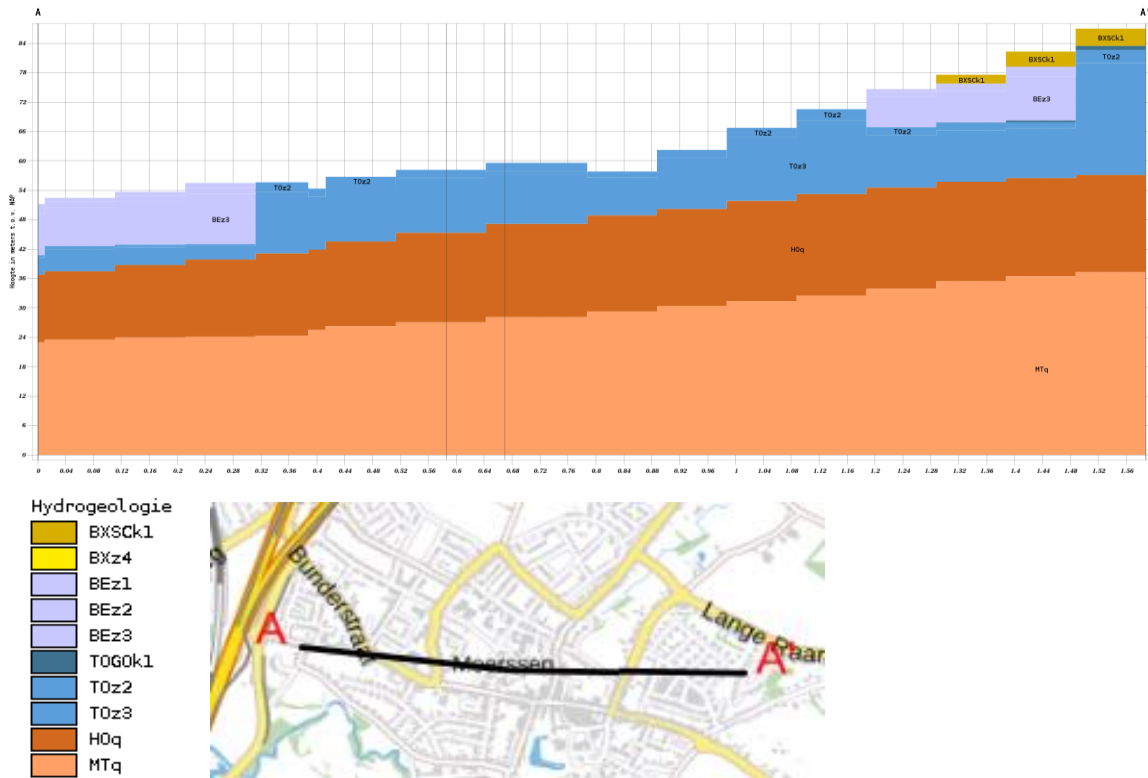 A A'
84
BXSCk1
TOz2
78
BXSCk1
BXSCk1
72
BEz3
TOz2
66
TOz2
TOz2
60
TOz3
54
TOz2
TOz2
48
BEz3
42
HOq
36
30
24
18
MTq
12
6
0
Hoogte in meters t.o.v. NAP
0 0.04 0.08 0.12 0.16 0.2 0.24 0.28 0.32 0.36 0.4 0.44 0.48 0.52 0.56 0.6 0.64 0.68 0.72 0.76 0.8 0.84 0.88 0.92 0.96 1 1.04 1.08 1.12 1.16 1.2 1.24 1.28 1.32 1.36 1.4 1.44 1.48 1.52 1.56
Hydrogeologie
BXSCk1
BXz4
BEz1
BEz2
BEz3
TOGOk1
TOz2
TOz3
HOq
MTq
Bunderstraat
A
Meerssen
Lange Raar
A'